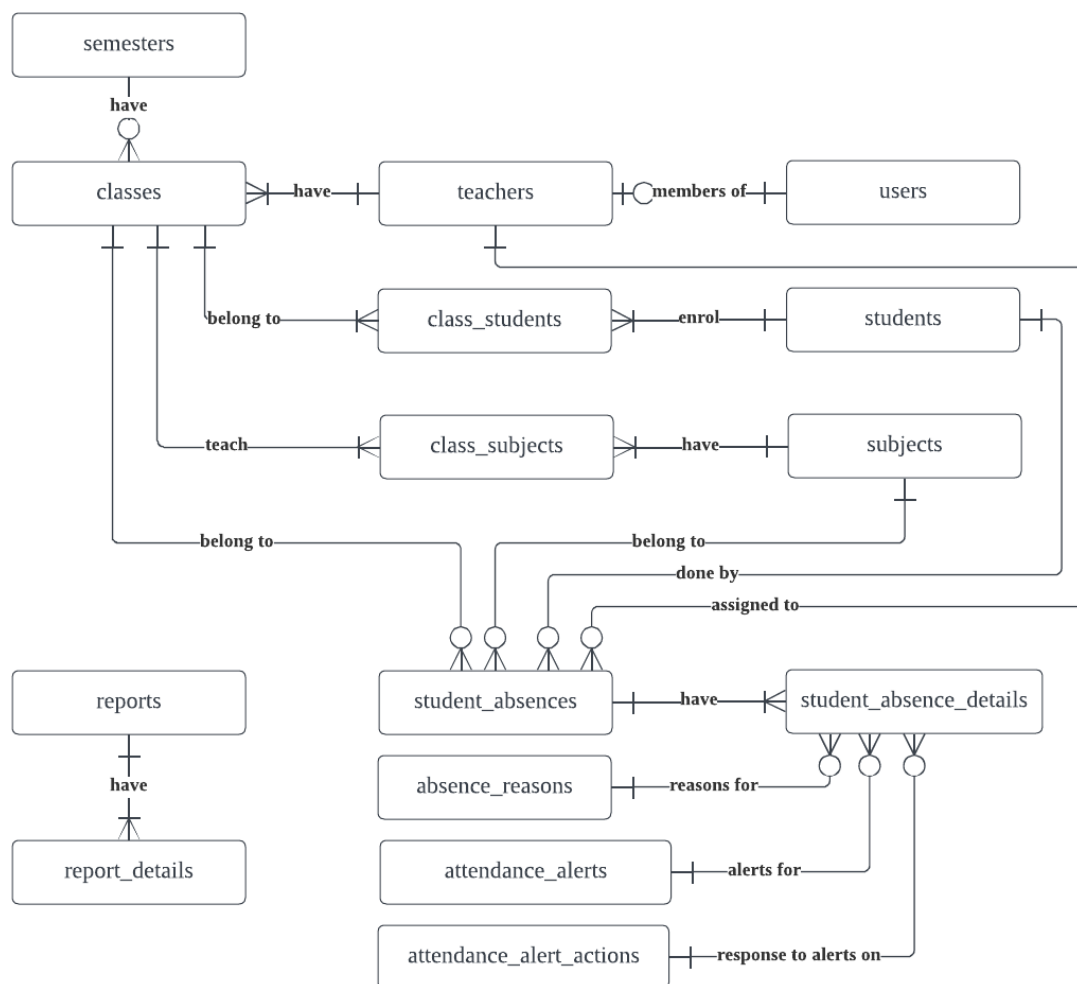 semesters
have
classes
have
teachers
members of
users
belong to
class_students
enrol
students
teach
class_subjects
have
subjects
belong to
belong to
done by
assigned to
reports
student_absences
have
student_absence_details
have
absence_reasons
reasons for
report_details
attendance_alerts
alerts for
attendance_alert_actions
response to alerts on